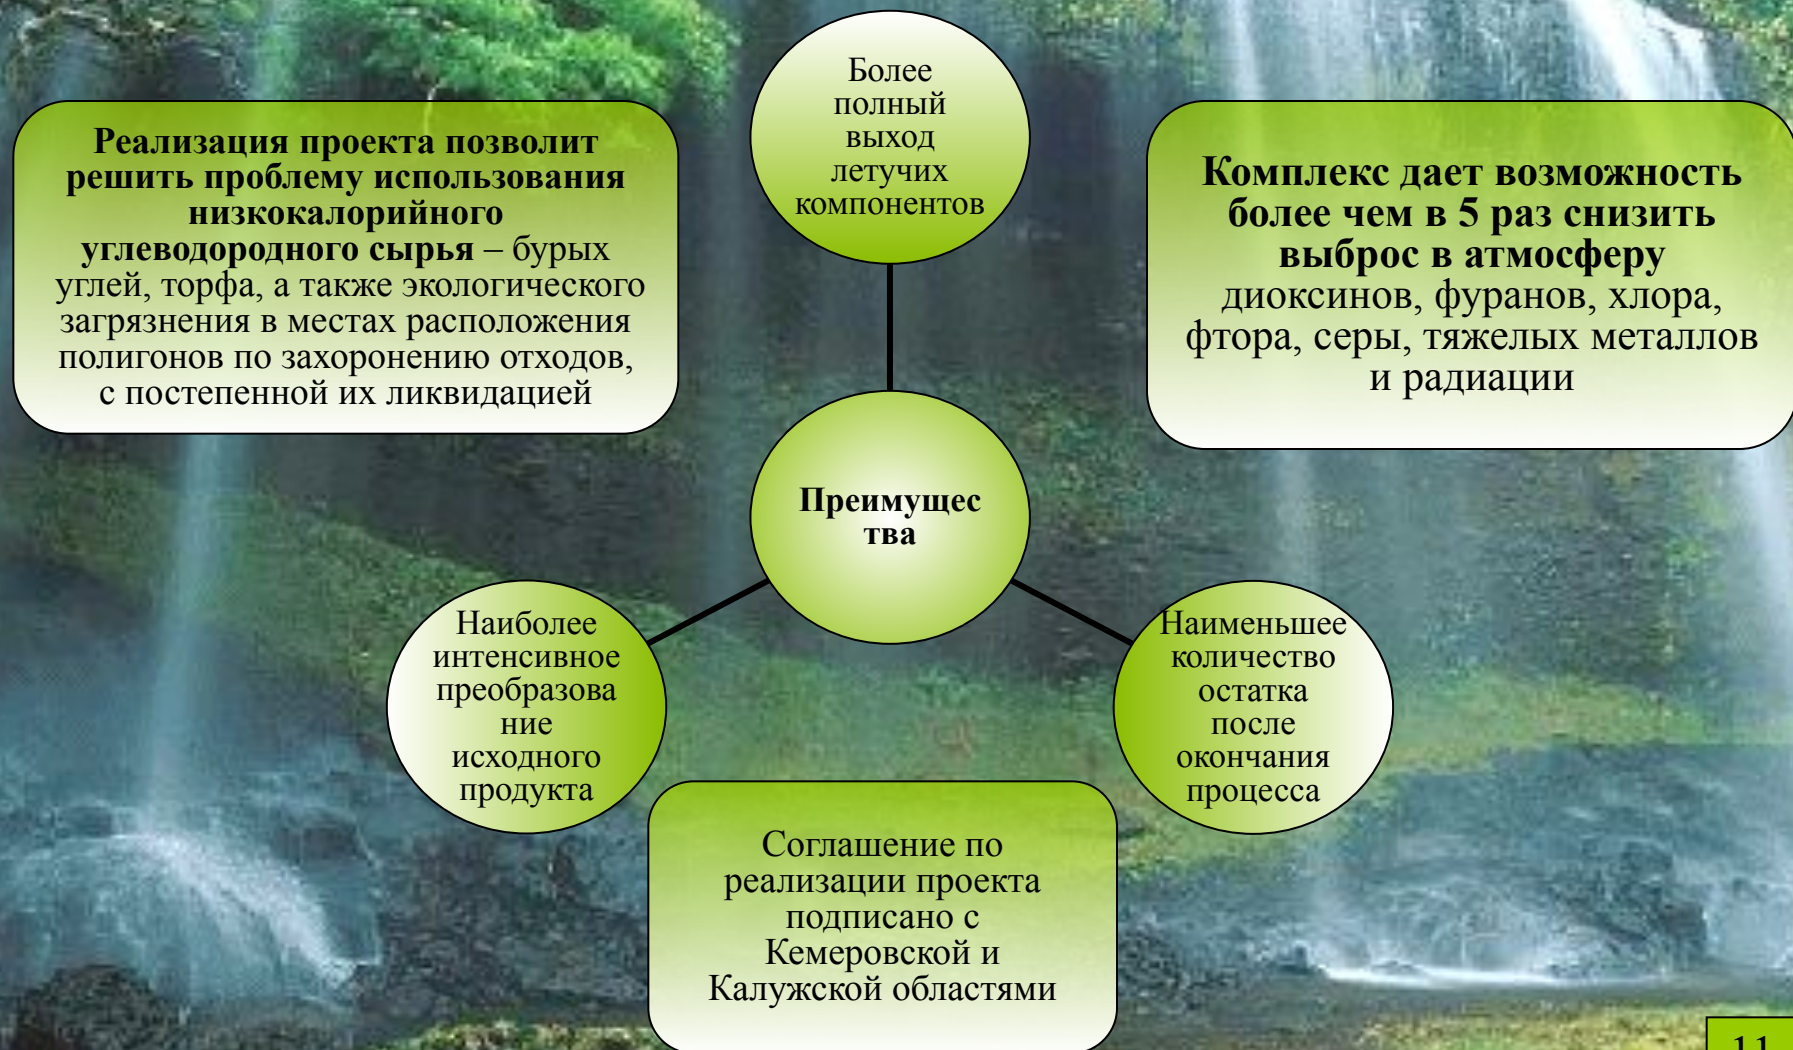 Более
полный
выход
летучих
компонентов
Реализация проекта позволит
решить проблему использования
низкокалорийного
углеводородного сырья – бурых
углей, торфа, а также экологического
загрязнения в местах расположения
полигонов по захоронению отходов,
с постепенной их ликвидацией
Комплекс дает возможность
более чем в 5 раз снизить
выброс в атмосферу
диоксинов, фуранов, хлора,
фтора, серы, тяжелых металлов
и радиации
Преимущес
тва
Наиболее
интенсивное
преобразова
ние
исходного
продукта
Наименьшее
количество
остатка
после
окончания
процесса
Соглашение по
реализации проекта
подписано с
Кемеровской и
Калужской областями
11